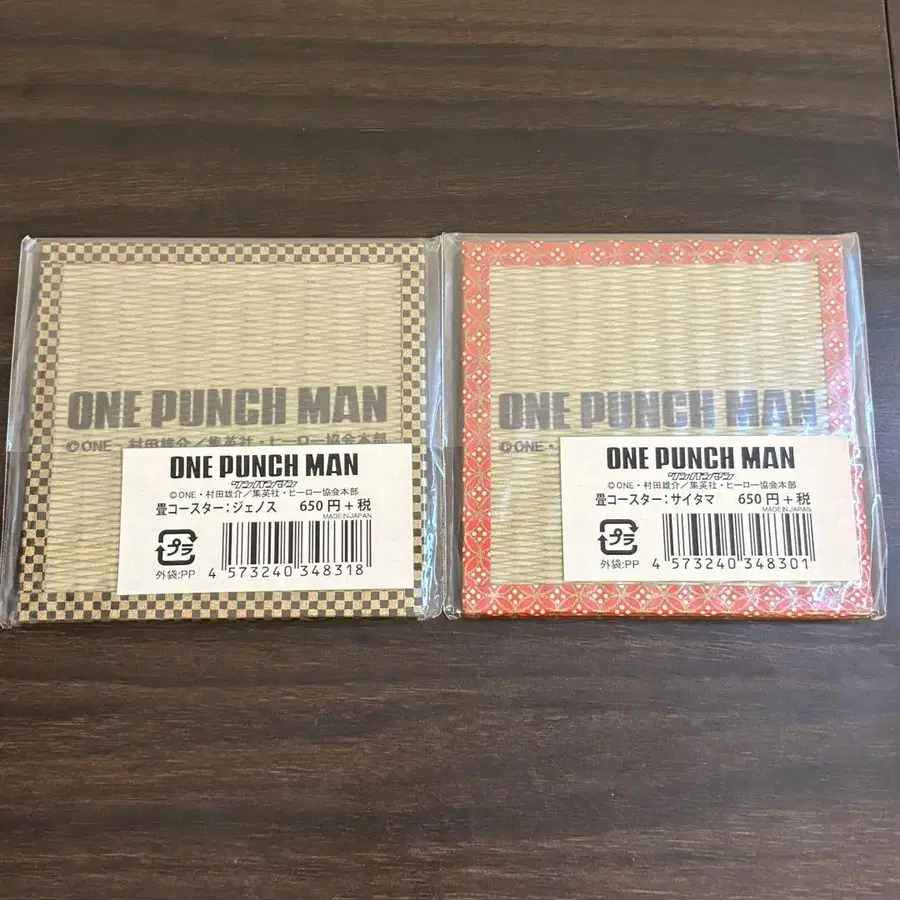 ONE PUNCH MAN
©ONE・村田雄介／集英社・ヒーロー協会本部
ONE PUNCH MAN
ワンパンマン
©ONE・村田雄介／集英社・ヒーロー協会本部
畳コースター：ジェノス 650円+税
MADE IN JAPAN
プラ
外袋:PP
4 573240 348318
ONE PUNCH MAN
©ONE・
ONE PUNCH MAN
ワンパンマン
©ONE・村田雄介／集英社・ヒーロー協会本部
畳コースター：サイタマ 650円+税
MADE IN JAPAN
プラ
外袋:PP
4 573240 348301